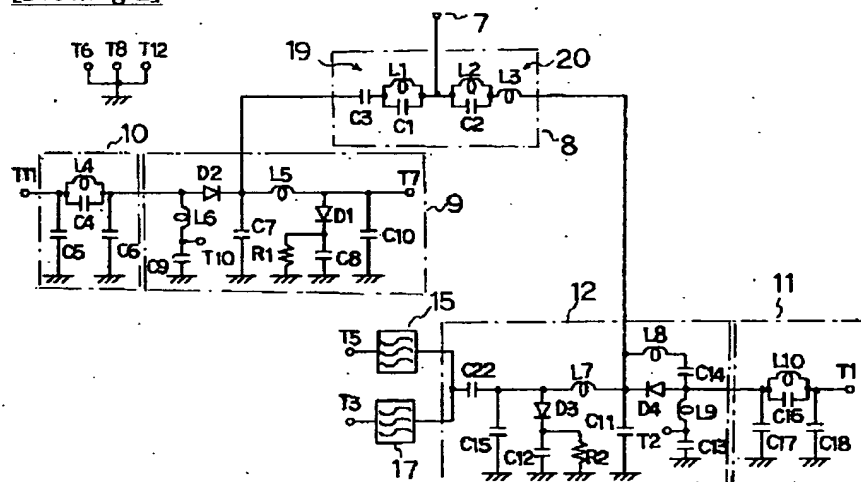 7
T6 T8 T12
19
20
L1
L2
L3
C3
C1
C2
8
10
T11
L4
C4
C5
C6
D2
L5
T7
9
L6
D1
C7
C10
T10
R1
C8
C9
15
12
11
T5
C22
L7
L8
C14
L10
T1
D3
D4
L9
C16
T3
C15
C11
T2
C17
C18
C12
R2
C13
17